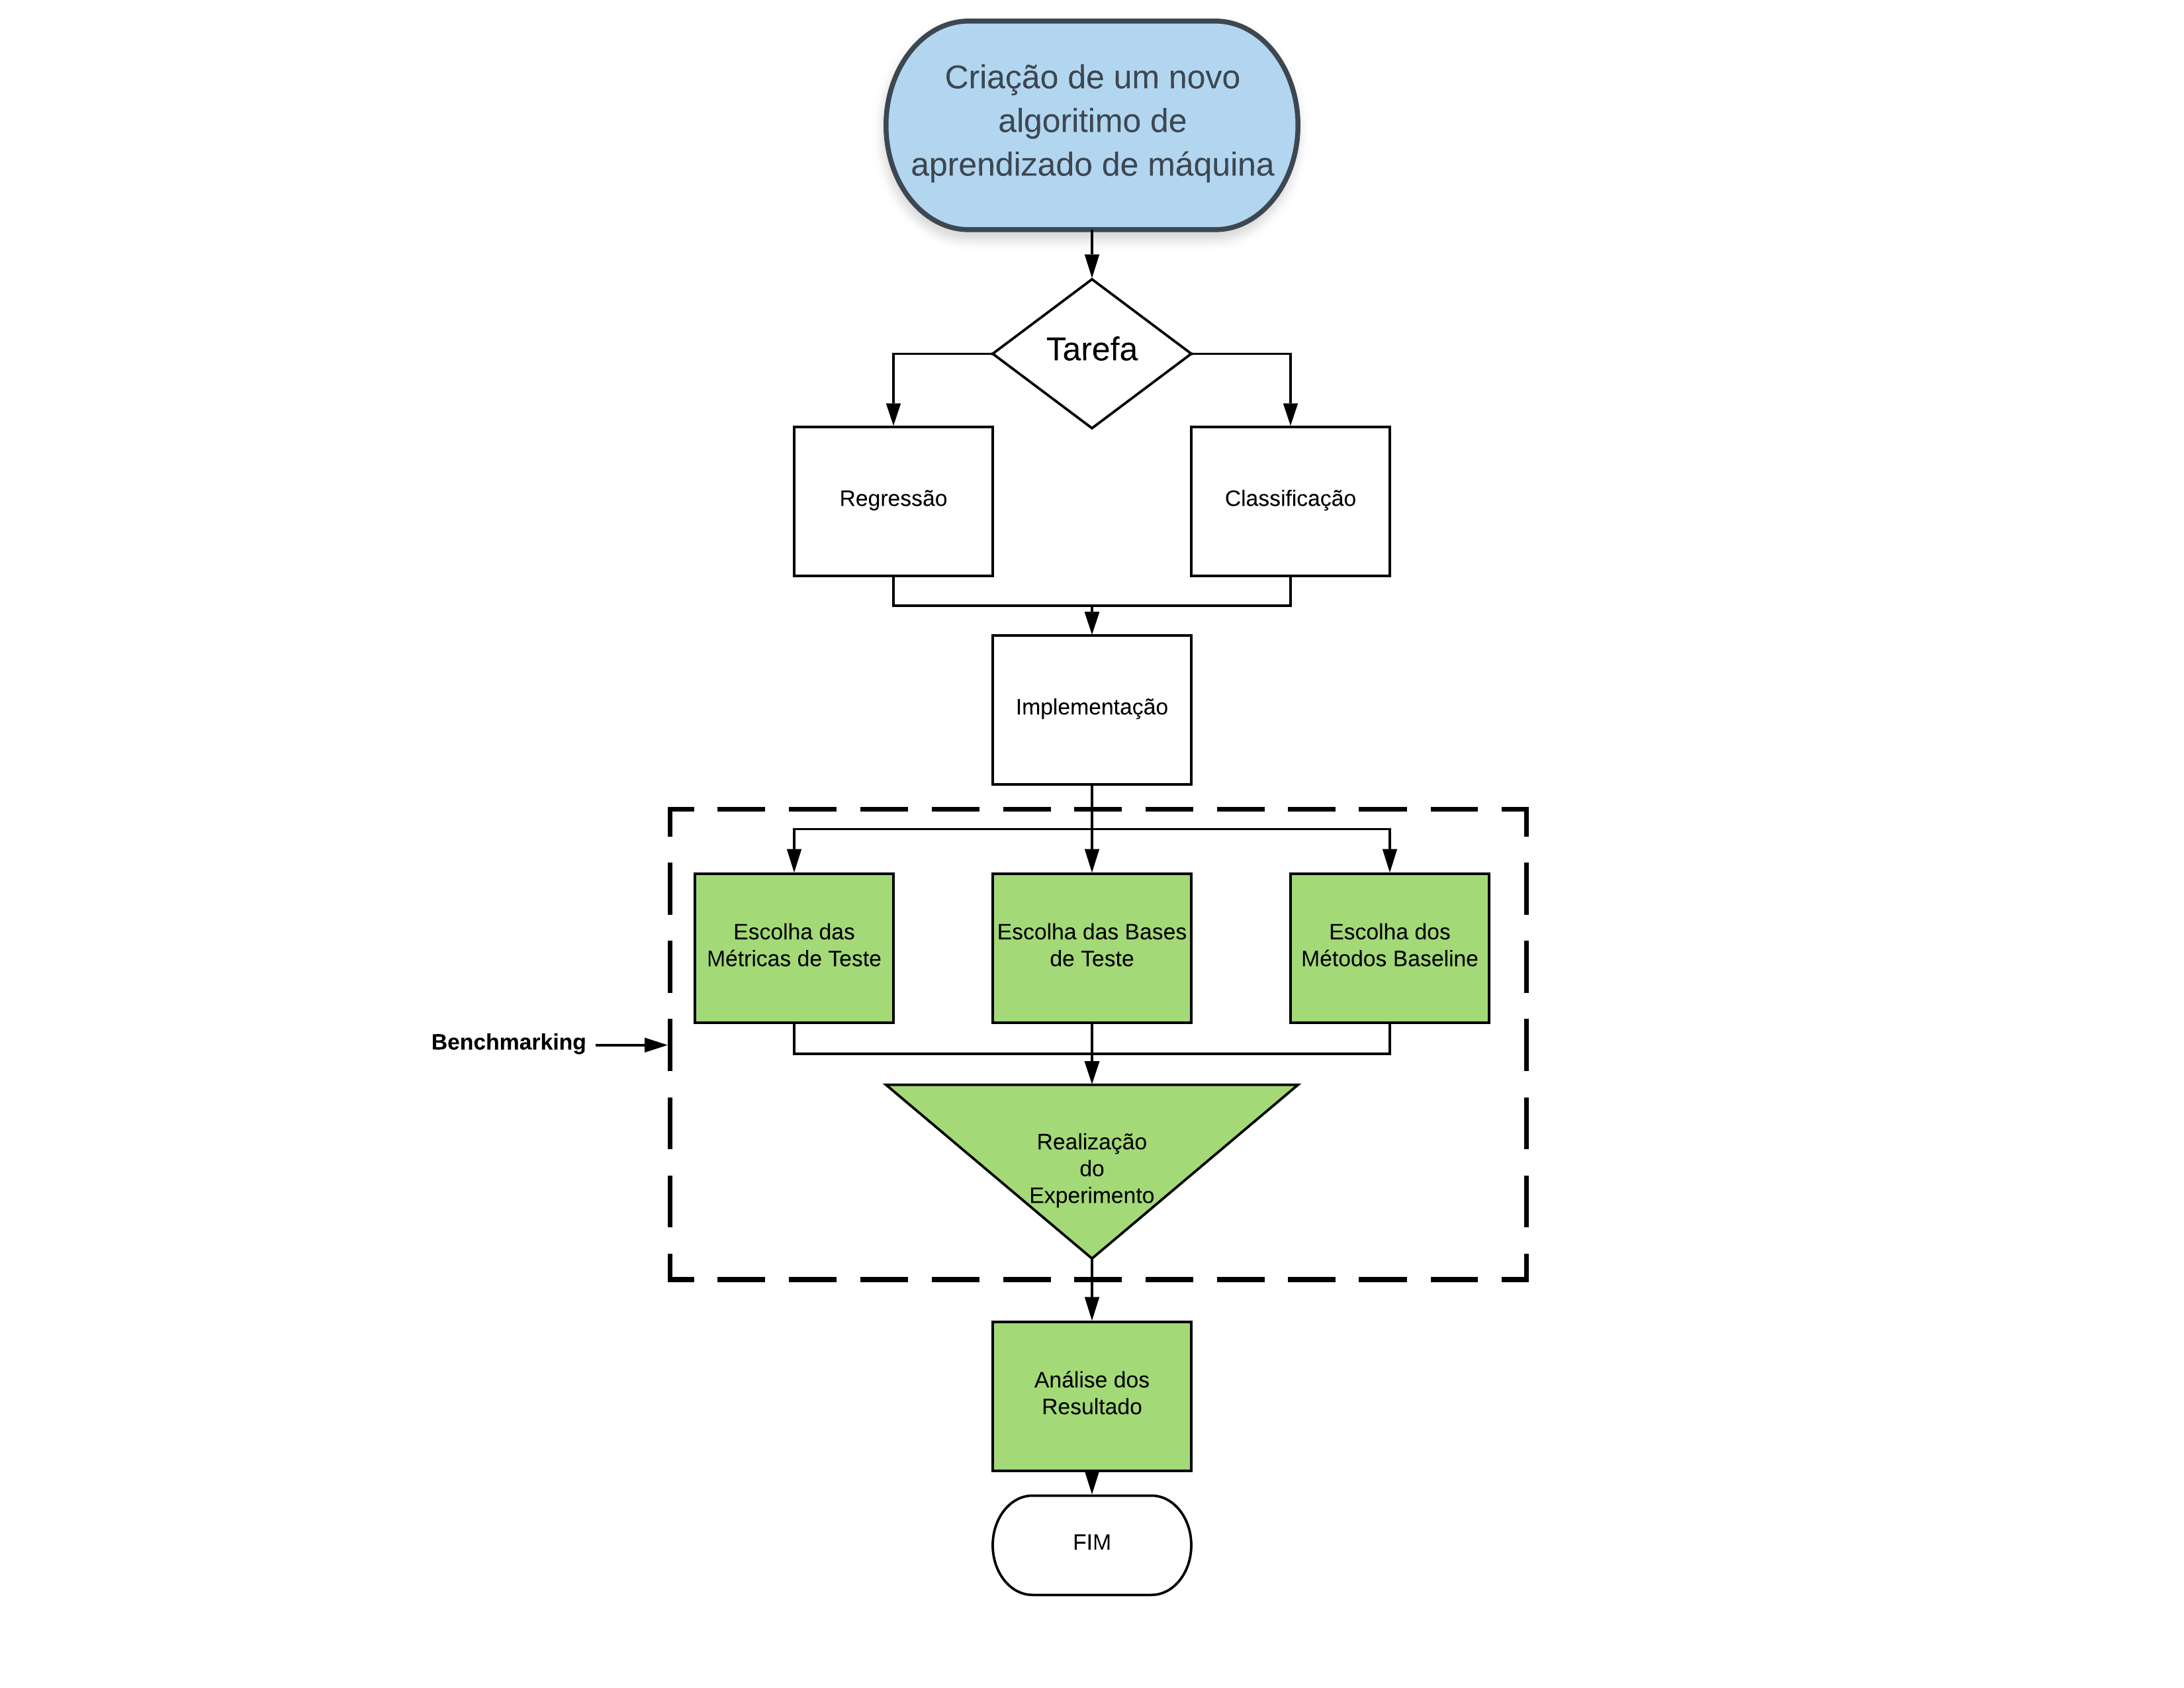 Criação de um novo
algoritimo de
aprendizado de máquina
Tarefa
Regressão
Classificação
Implementação
Escolha das
Métricas de Teste
Escolha das Bases
de Teste
Escolha dos
Métodos Baseline
Benchmarking
Realização
do
Experimento
Análise dos
Resultado
FIM